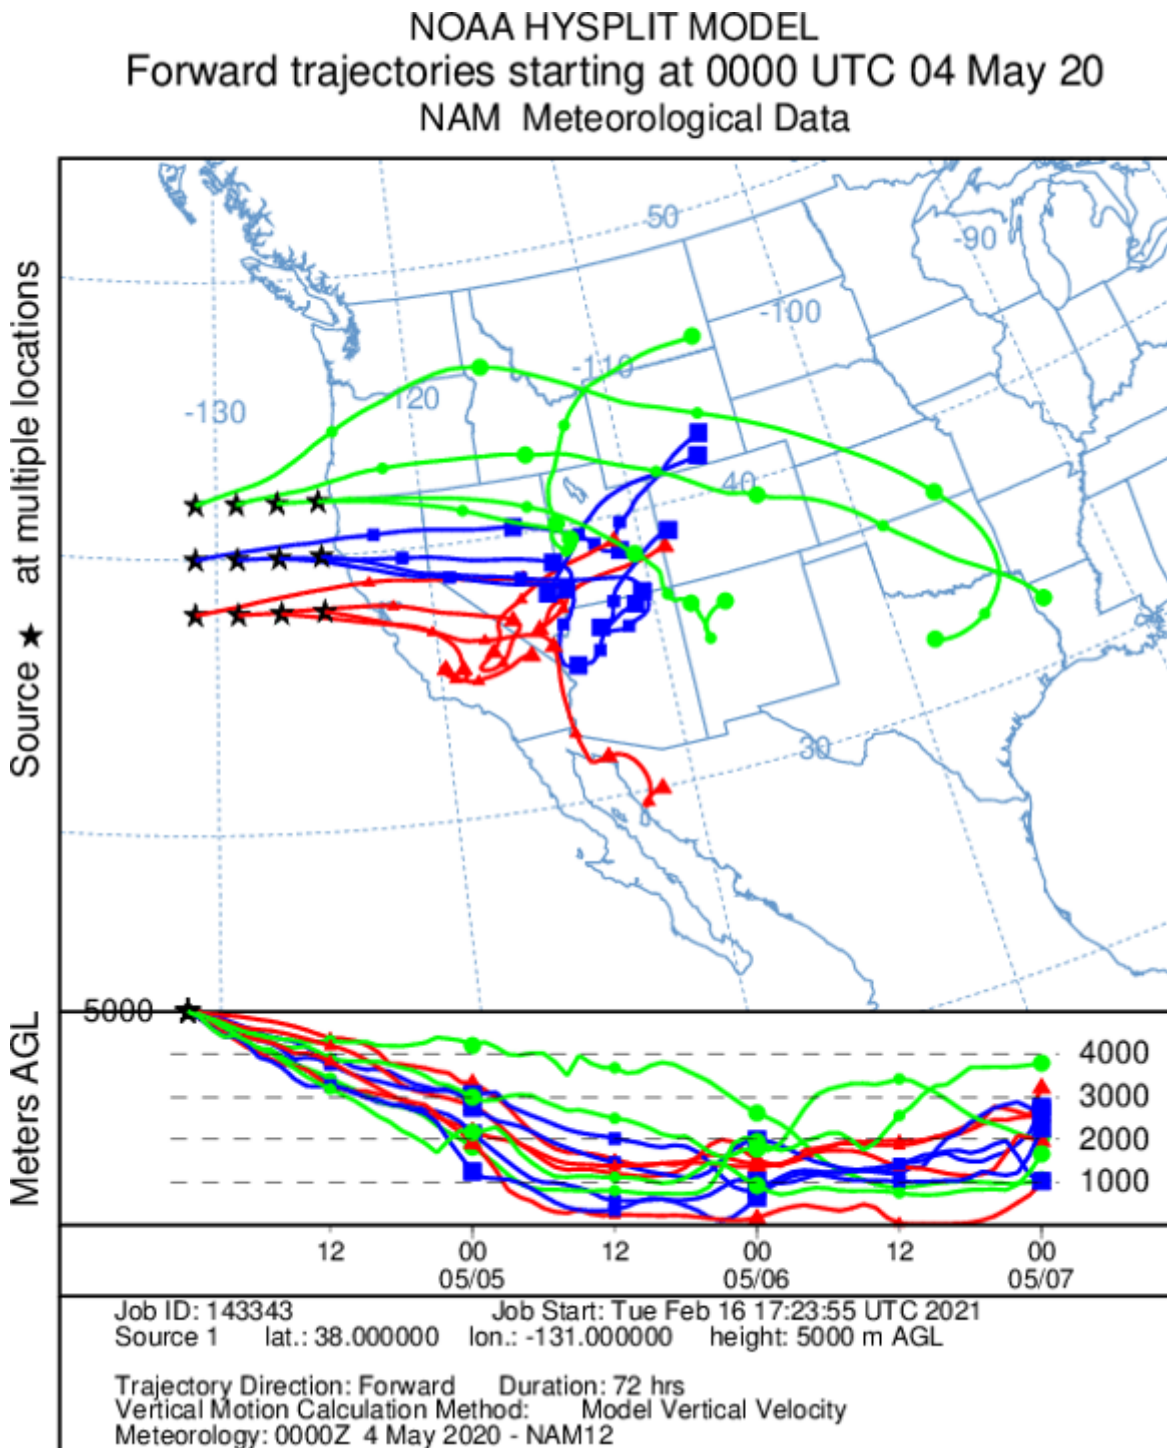 NOAA HYSPLIT MODEL
Forward trajectories starting at 0000 UTC 04 May 20
NAM Meteorological Data
Source ★ at multiple locations
50
-90
-100
-110
-120
-130
40
30
5000
Meters AGL
4000
3000
2000
1000
12 00 12 00 12 00
05/05 05/06 05/07
Job ID: 143343 Job Start: Tue Feb 16 17:23:55 UTC 2021
Source 1 lat.: 38.000000 lon.: -131.000000 height: 5000 m AGL
Trajectory Direction: Forward Duration: 72 hrs
Vertical Motion Calculation Method: Model Vertical Velocity
Meteorology: 0000Z 4 May 2020 - NAM12